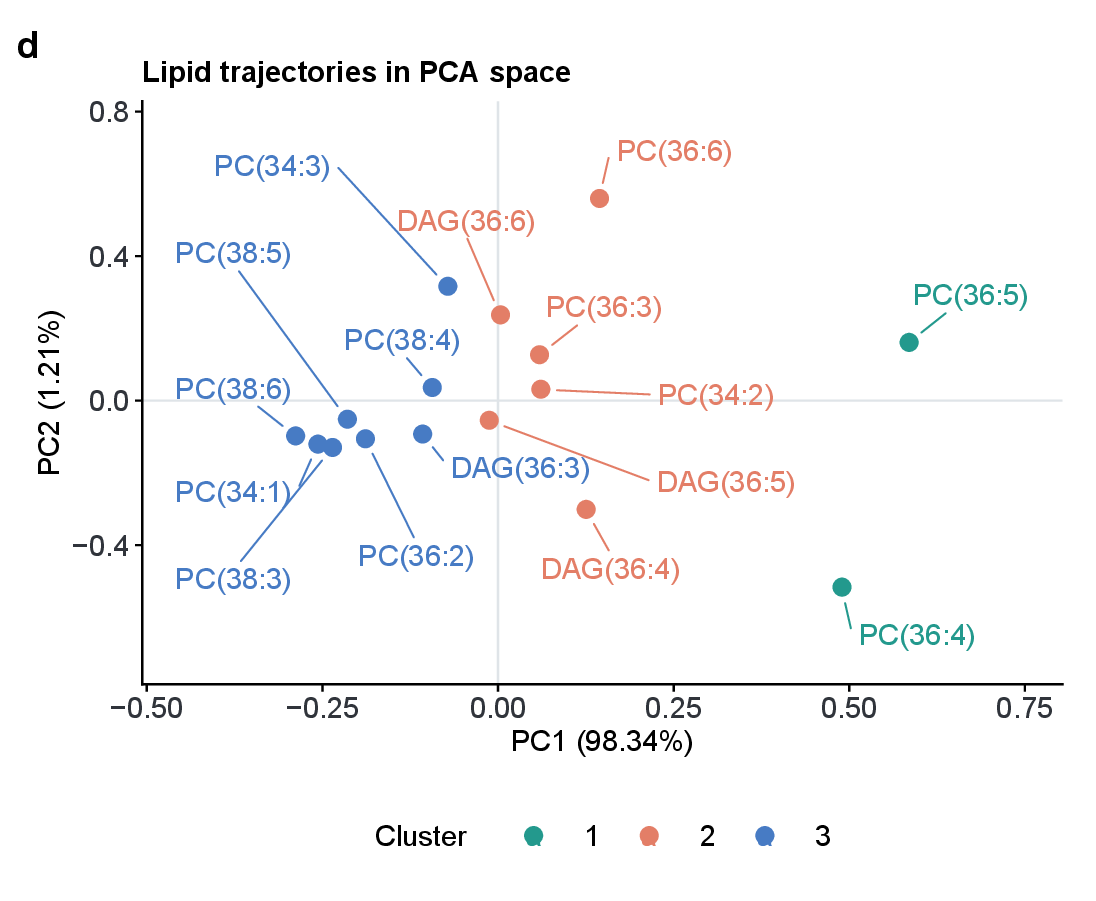 d
Lipid trajectories in PCA space
0.8
PC(36:6)
PC(34:3)
DAG(36:6)
PC(38:5)
0.4
PC(36:5)
PC(36:3)
PC(38:4)
PC(38:6)
PC(34:2)
0.0
PC2 (1.21%)
DAG(36:3)
DAG(36:5)
PC(34:1)
−0.4
PC(36:2)
DAG(36:4)
PC(38:3)
PC(36:4)
−0.50 −0.25 0.00 0.25 0.50 0.75
PC1 (98.34%)
Cluster 1 2 3